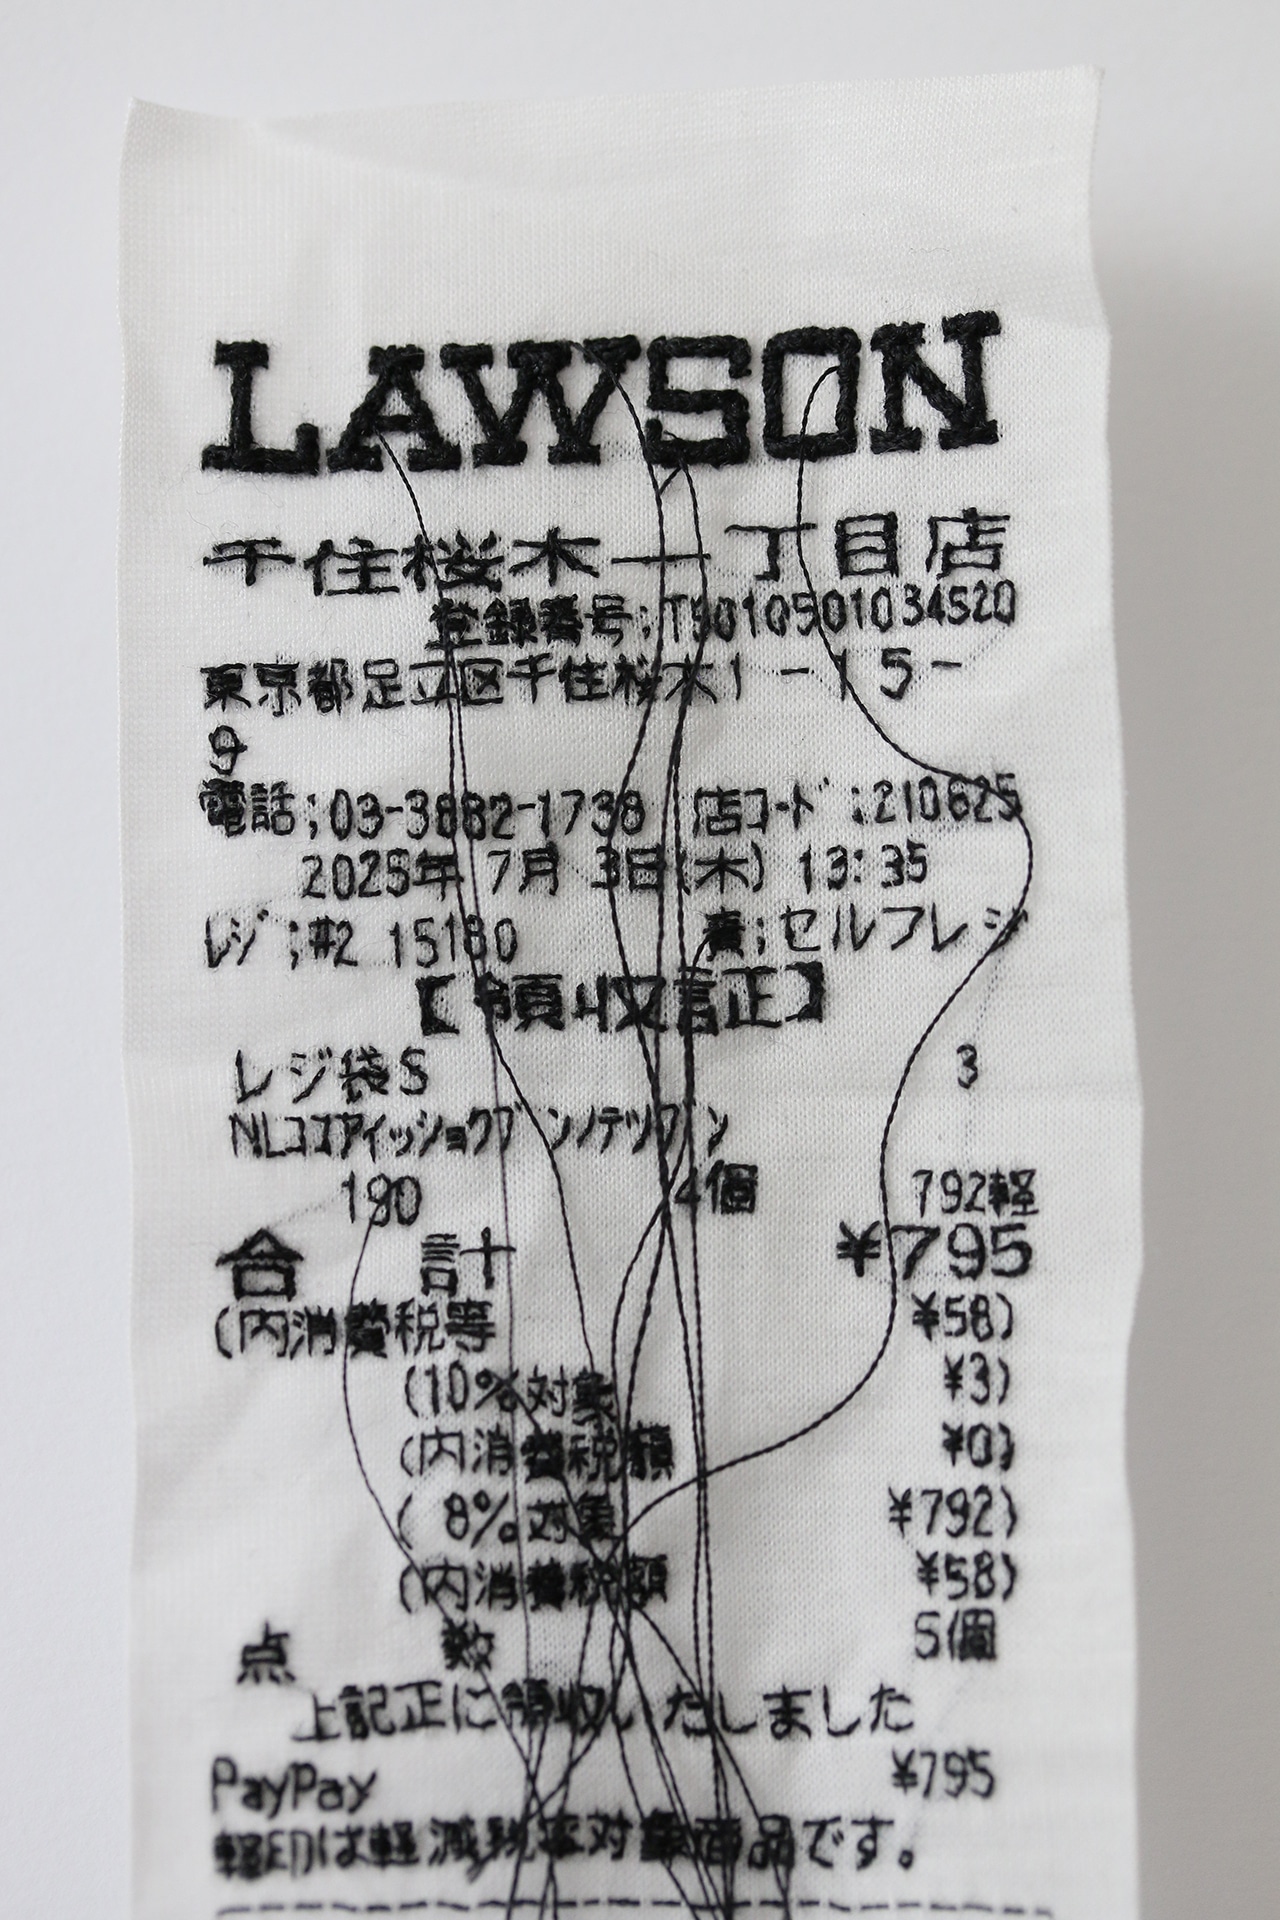 LAWSON
千住桜木一丁目店
登録番号:T5010501034520
東京都足立区千住桜木1-15-
9
電話:03-3882-1738 店コード:210625
2025年 7月 3日(木) 13:35
レジ:#2 15180 責:セルフレジ
【領収証】
レジ袋S 3
NLココアイッショクブンノテツブン
190 4個 792軽
合 計 ¥795
(内消費税等 ¥58)
(10%対象 ¥3)
(内消費税額 ¥0)
( 8%対象 ¥792)
(内消費税額 ¥58)
点 数 5個
上記正に領収いたしました
PayPay ¥795
軽印は軽減税率対象商品です。